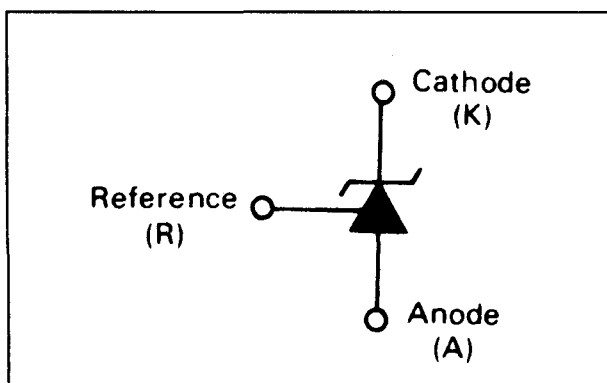 Cathode
(K)
Reference
(R)
Anode
(A)